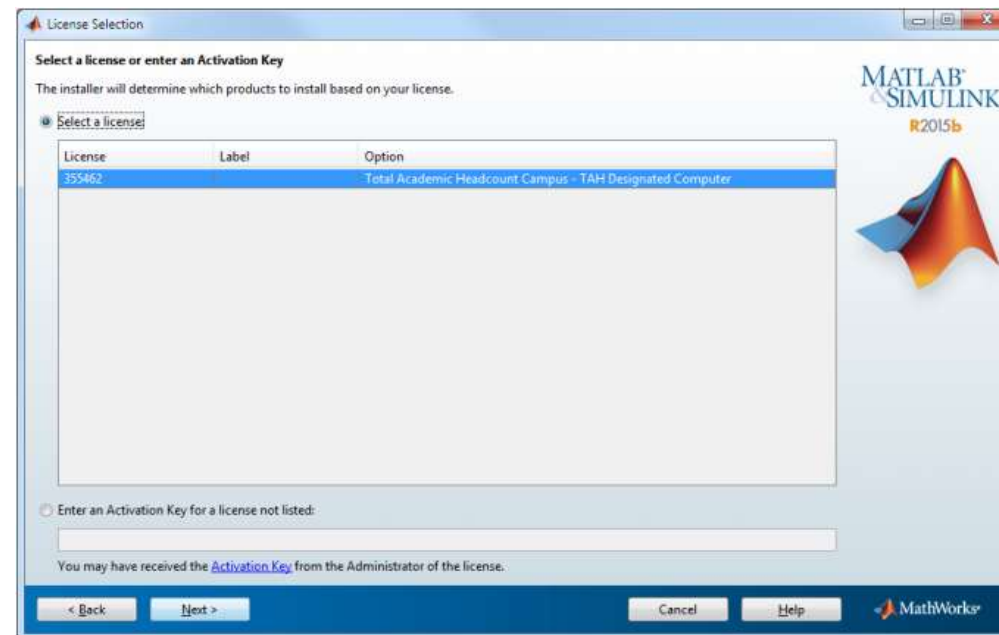 License Selection
Select a license or enter an Activation Key
The installer will determine which products to install based on your license.
MATLAB
&SIMULINK
R2015b
Select a license:
License Label Option
355462 Total Academic Headcount Campus - TAH Designated Computer
Enter an Activation Key for a license not listed:
You may have received the Activation Key from the Administrator of the license.
< Back Next > Cancel Help MathWorks